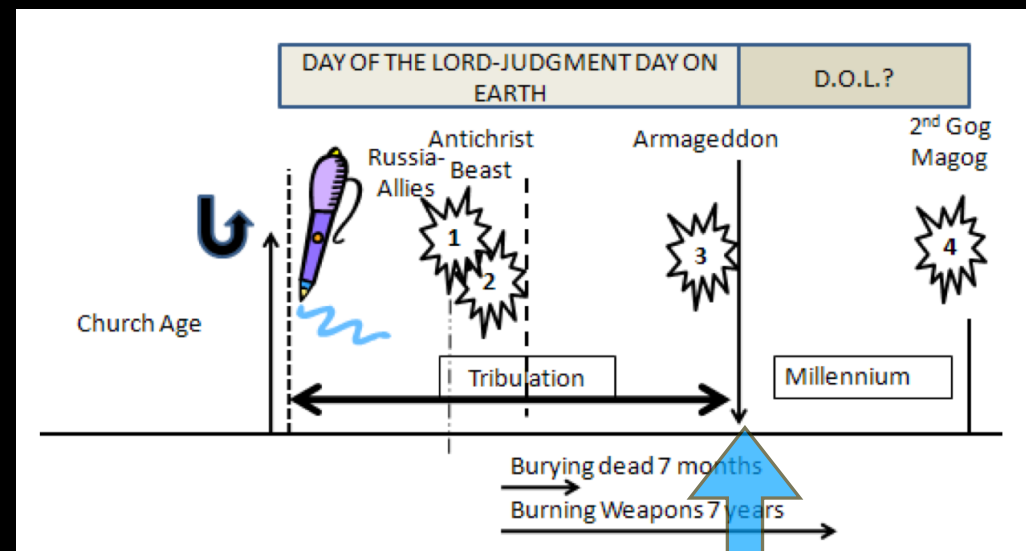 DAY OF THE LORD-JUDGMENT DAY ON
EARTH
D.O.L.?
Russia-
Allies
Antichrist
Beast
Armageddon
2nd Gog
Magog
1
2
3
4
Church Age
Tribulation
Millennium
Burying dead 7 months
Burning Weapons 7 years